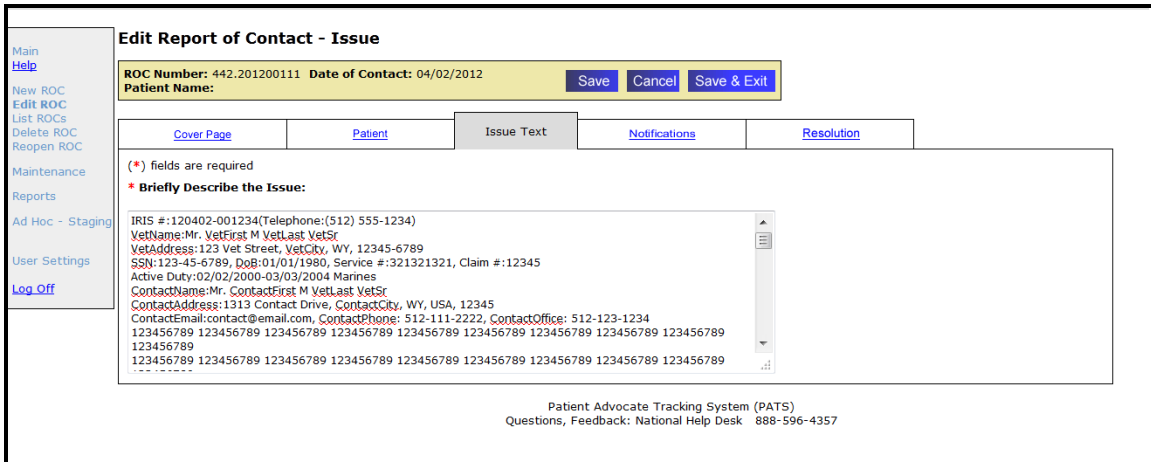 Main
Help
New ROC
Edit ROC
List ROCs
Delete ROC
Reopen ROC
Maintenance
Reports
Ad Hoc - Staging
User Settings
Log Off
Edit Report of Contact - Issue
ROC Number: 442.201200111 Date of Contact: 04/02/2012
Patient Name:
Save Cancel Save & Exit
Cover Page Patient Issue Text Notifications Resolution
(*) fields are required
* Briefly Describe the Issue:
IRIS #:120402-001234(Telephone:(512) 555-1234)
VetName:Mr. VetFirst M VetLast VetSr
VetAddress:123 Vet Street, VetCity, WY, 12345-6789
SSN:123-45-6789, DoB:01/01/1980, Service #:321321321, Claim #:12345
Active Duty:02/02/2000-03/03/2004 Marines
ContactName:Mr. ContactFirst M VetLast VetSr
ContactAddress:1313 Contact Drive, ContactCity, WY, USA, 12345
ContactEmail:contact@email.com, ContactPhone: 512-111-2222, ContactOffice: 512-123-1234
123456789 123456789 123456789 123456789 123456789 123456789 123456789 123456789 123456789
123456789
123456789 123456789 123456789 123456789 123456789 123456789 123456789 123456789 123456789
Patient Advocate Tracking System (PATS)
Questions, Feedback: National Help Desk 888-596-4357